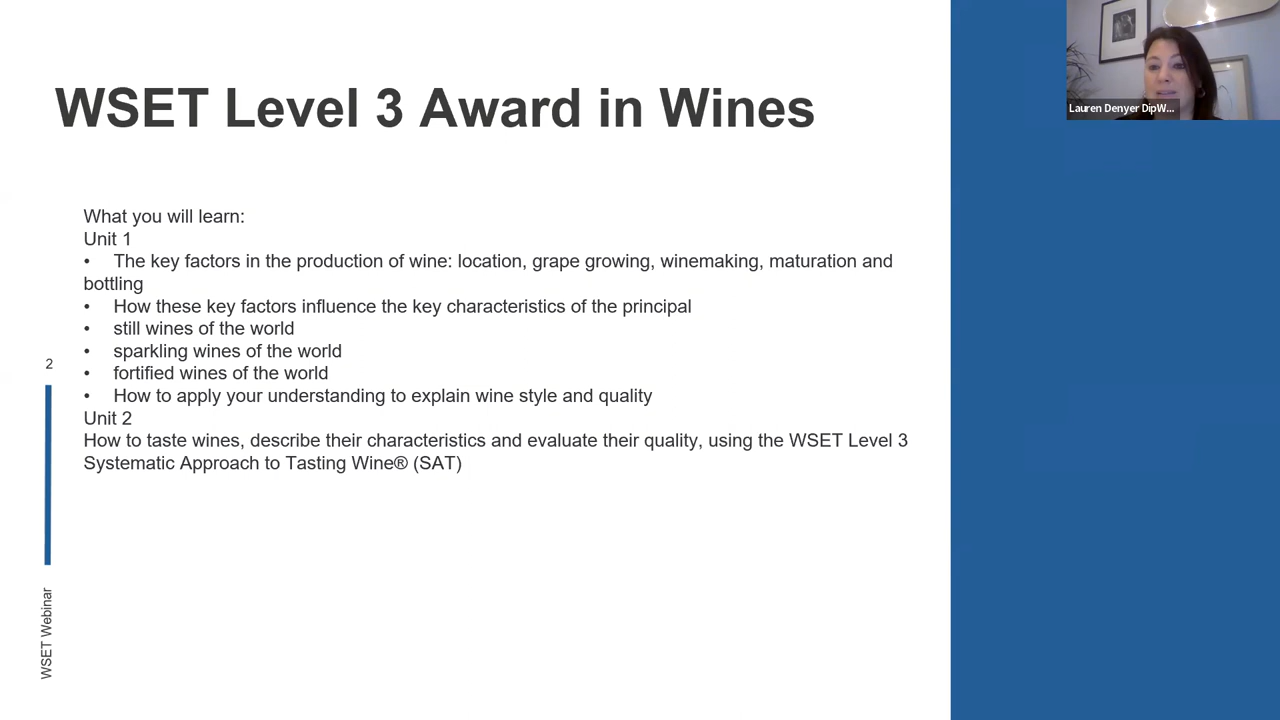 WSET Level 3 Award in Wines
Lauren Denyer DipW...
What you will learn:
Unit 1
• The key factors in the production of wine: location, grape growing, winemaking, maturation and
bottling
• How these key factors influence the key characteristics of the principal
• still wines of the world
• sparkling wines of the world
• fortified wines of the world
• How to apply your understanding to explain wine style and quality
Unit 2
How to taste wines, describe their characteristics and evaluate their quality, using the WSET Level 3
Systematic Approach to Tasting Wine® (SAT)
2
WSET Webinar